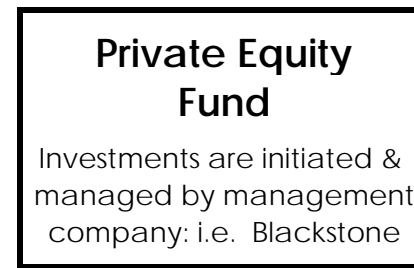 Private Equity
Fund
Investments are initiated &
managed by management
company: i.e. Blackstone